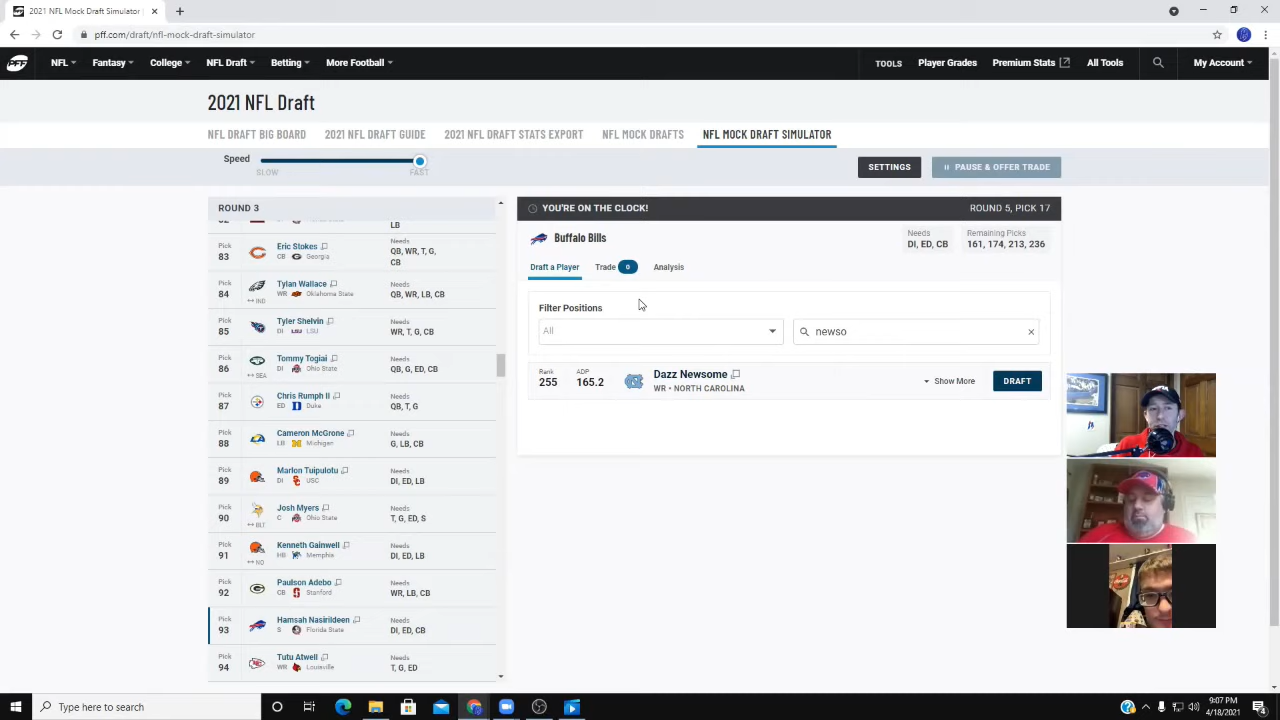 2021 NFL Mock Draft Simulator |
pff.com/draft/nfl-mock-draft-simulator
PFF NFL Fantasy College NFL Draft Betting More Football TOOLS Player Grades Premium Stats All Tools My Account
2021 NFL Draft
NFL DRAFT BIG BOARD 2021 NFL DRAFT GUIDE 2021 NFL DRAFT STATS EXPORT NFL MOCK DRAFTS NFL MOCK DRAFT SIMULATOR
Speed
SLOW FAST
SETTINGS PAUSE & OFFER TRADE
ROUND 3
LB
Pick 83 Eric Stokes CB Georgia Needs QB, WR, T, G, CB
Pick 84 IND Tylan Wallace WR Oklahoma State Needs QB, WR, LB, CB
Pick 85 Tyler Shelvin DI LSU LSU Needs WR, T, G, CB
Pick 86 SEA Tommy Togiai DI Ohio State Needs QB, G, ED, CB
Pick 87 Chris Rumph II ED Duke Needs QB, T, G
Pick 88 Cameron McGrone LB Michigan Needs G, LB, CB
Pick 89 Marlon Tuipulotu DI USC Needs DI, ED, LB
Pick 90 BLT Josh Myers C Ohio State Needs T, G, ED, S
Pick 91 NO Kenneth Gainwell HB Memphis Needs DI, ED, LB
Pick 92 Paulson Adebo CB Stanford Needs WR, LB, CB
Pick 93 Hamsah Nasirildeen S Florida State Needs DI, ED, CB
Pick 94 Tutu Atwell WR Louisville Needs T, G, ED
YOU'RE ON THE CLOCK! ROUND 5, PICK 17
Buffalo Bills
Needs DI, ED, CB
Remaining Picks 161, 174, 213, 236
Draft a Player Trade 0 Analysis
Filter Positions
All
newso
Rank 255 ADP 165.2 Dazz Newsome WR • NORTH CAROLINA Show More DRAFT
Type here to search
9:07 PM
4/18/2021
4